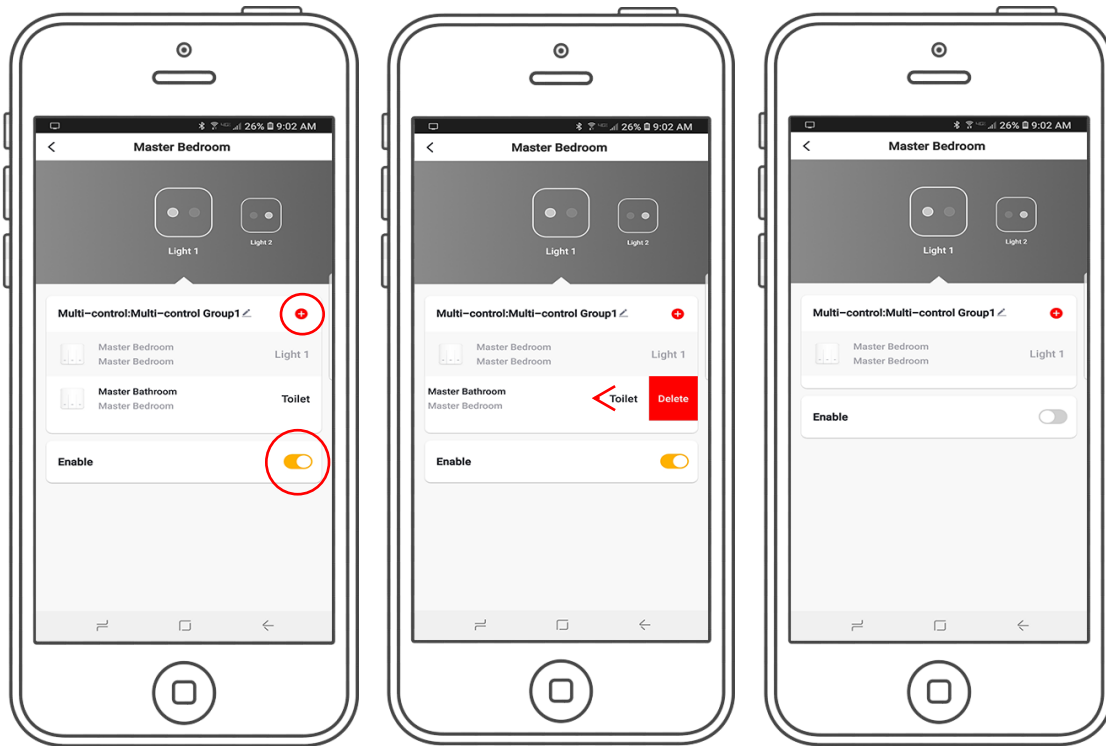 26% 9:02 AM
Master Bedroom
Light 1
Light 2
Multi-control:Multi-control Group1
Master Bedroom
Master Bedroom
Light 1
Master Bathroom
Master Bedroom
Toilet
Enable
26% 9:02 AM
Master Bedroom
Light 1
Light 2
Multi-control:Multi-control Group1
Master Bedroom
Master Bedroom
Light 1
Master Bathroom
Master Bedroom
Toilet
Delete
Enable
26% 9:02 AM
Master Bedroom
Light 1
Light 2
Multi-control:Multi-control Group1
Master Bedroom
Master Bedroom
Light 1
Enable